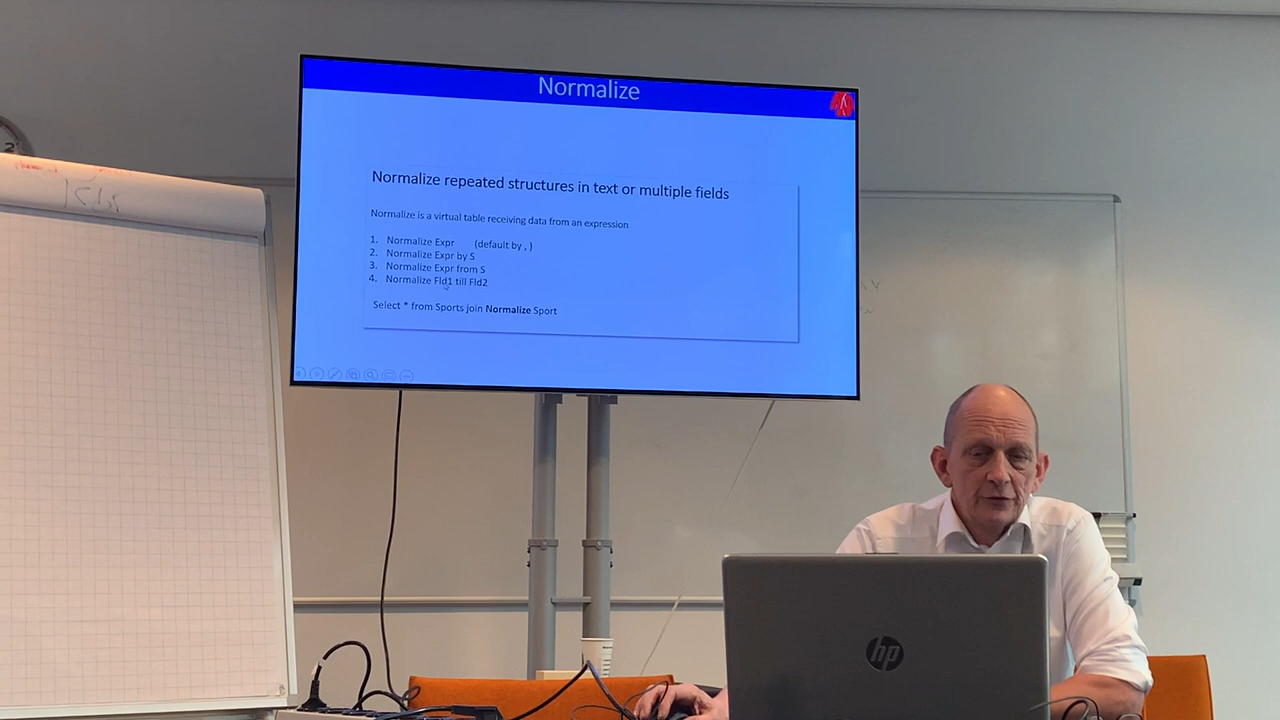 Normalize
Normalize repeated structures in text or multiple fields
Normalize is a virtual table receiving data from an expression
1. Normalize Expr (default by , )
2. Normalize Expr by S
3. Normalize Expr from S
4. Normalize Fld1 till Fld2
Select * from Sports join Normalize Sport
hp